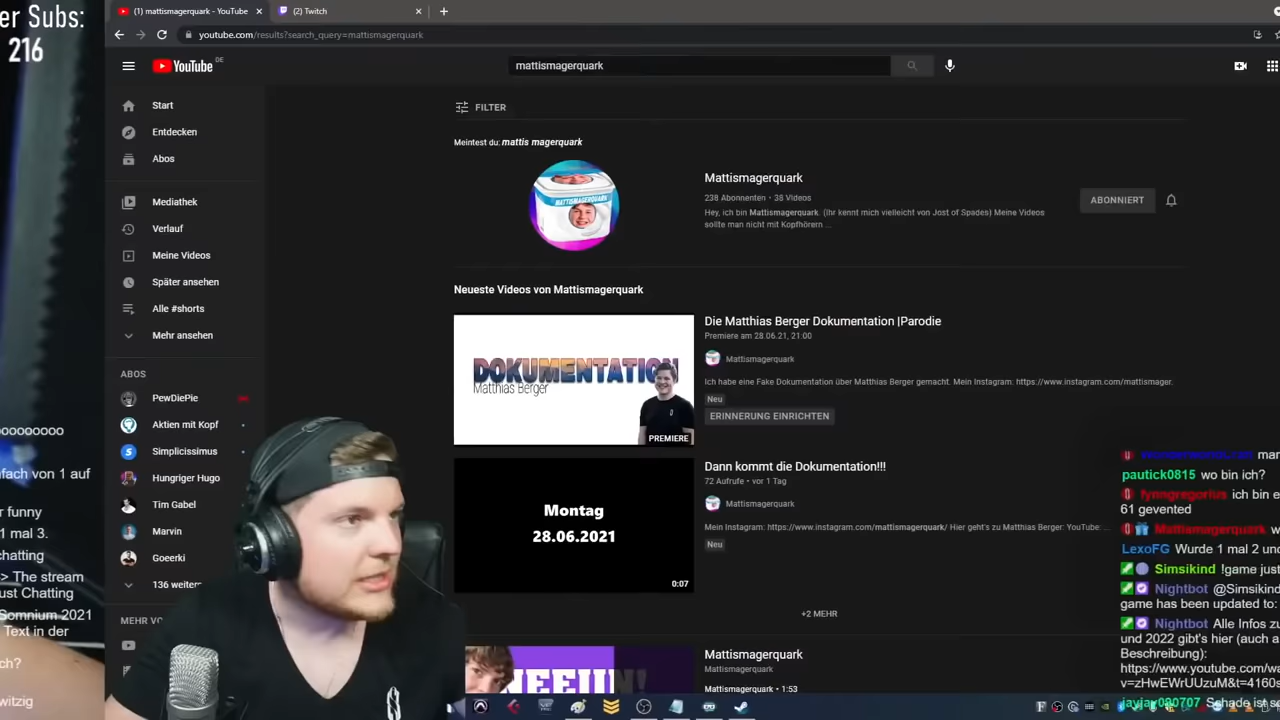 er Subs:
216
(1) mattismagerquark - YouTube
(2) Twitch
youtube.com/results?search_query=mattismagerquark
YouTube DE
mattismagerquark
Start
Entdecken
Abos
Mediathek
Verlauf
Meine Videos
Später ansehen
Alle #shorts
Mehr ansehen
ABOS
PewDiePie
Aktien mit Kopf
Simplicissimus
Hungriger Hugo
Tim Gabel
Marvin
Goeerki
136 weiter
MEHR VO
FILTER
Meintest du: mattis magerquark
Mattismagerquark
238 Abonnenten • 38 Videos
Hey, ich bin Mattismagerquark. (Ihr kennt mich vielleicht von Jost of Spades) Meine Videos
sollte man nicht mit Kopfhörern ...
ABONNIERT
MATTISMAGERQUARK
Neueste Videos von Mattismagerquark
DOKUMENTATION
Matthias Berger
PREMIERE
Die Matthias Berger Dokumentation |Parodie
Premiere am 28.06.21, 21:00
Mattismagerquark
Ich habe eine Fake Dokumentation über Matthias Berger gemacht. Mein Instagram: https://www.instagram.com/mattismager.
Neu
ERINNERUNG EINRICHTEN
Montag
28.06.2021
0:07
Dann kommt die Dokumentation!!!
72 Aufrufe • vor 1 Tag
Mattismagerquark
Mein Instagram: https://www.instagram.com/mattismagerquark/ Hier geht's zu Matthias Berger: YouTube: ...
Neu
+2 MEHR
Mattismagerquark
Mattismagerquark
Mattismagerquark • 1:53
ooooooooo
nfach von 1 auf
r funny
1 mal 3.
chatting
> The stream
ust Chatting
Somnium 2021
Text in der
ch?
witzig
mar
pautick0815 wo bin ich?
lynngregorius ich bin e
61 gevented
Mattismagerquark w
LexoFG Wurde 1 mal 2 und
Simsikind !game just
Nightbot @Simsikind
game has been updated to:
Nightbot Alle Infos zu
und 2022 gibt's hier (auch a
Beschreibung):
https://www.youtube.com/wa
v=zHwEWrUzuM&t=4160s